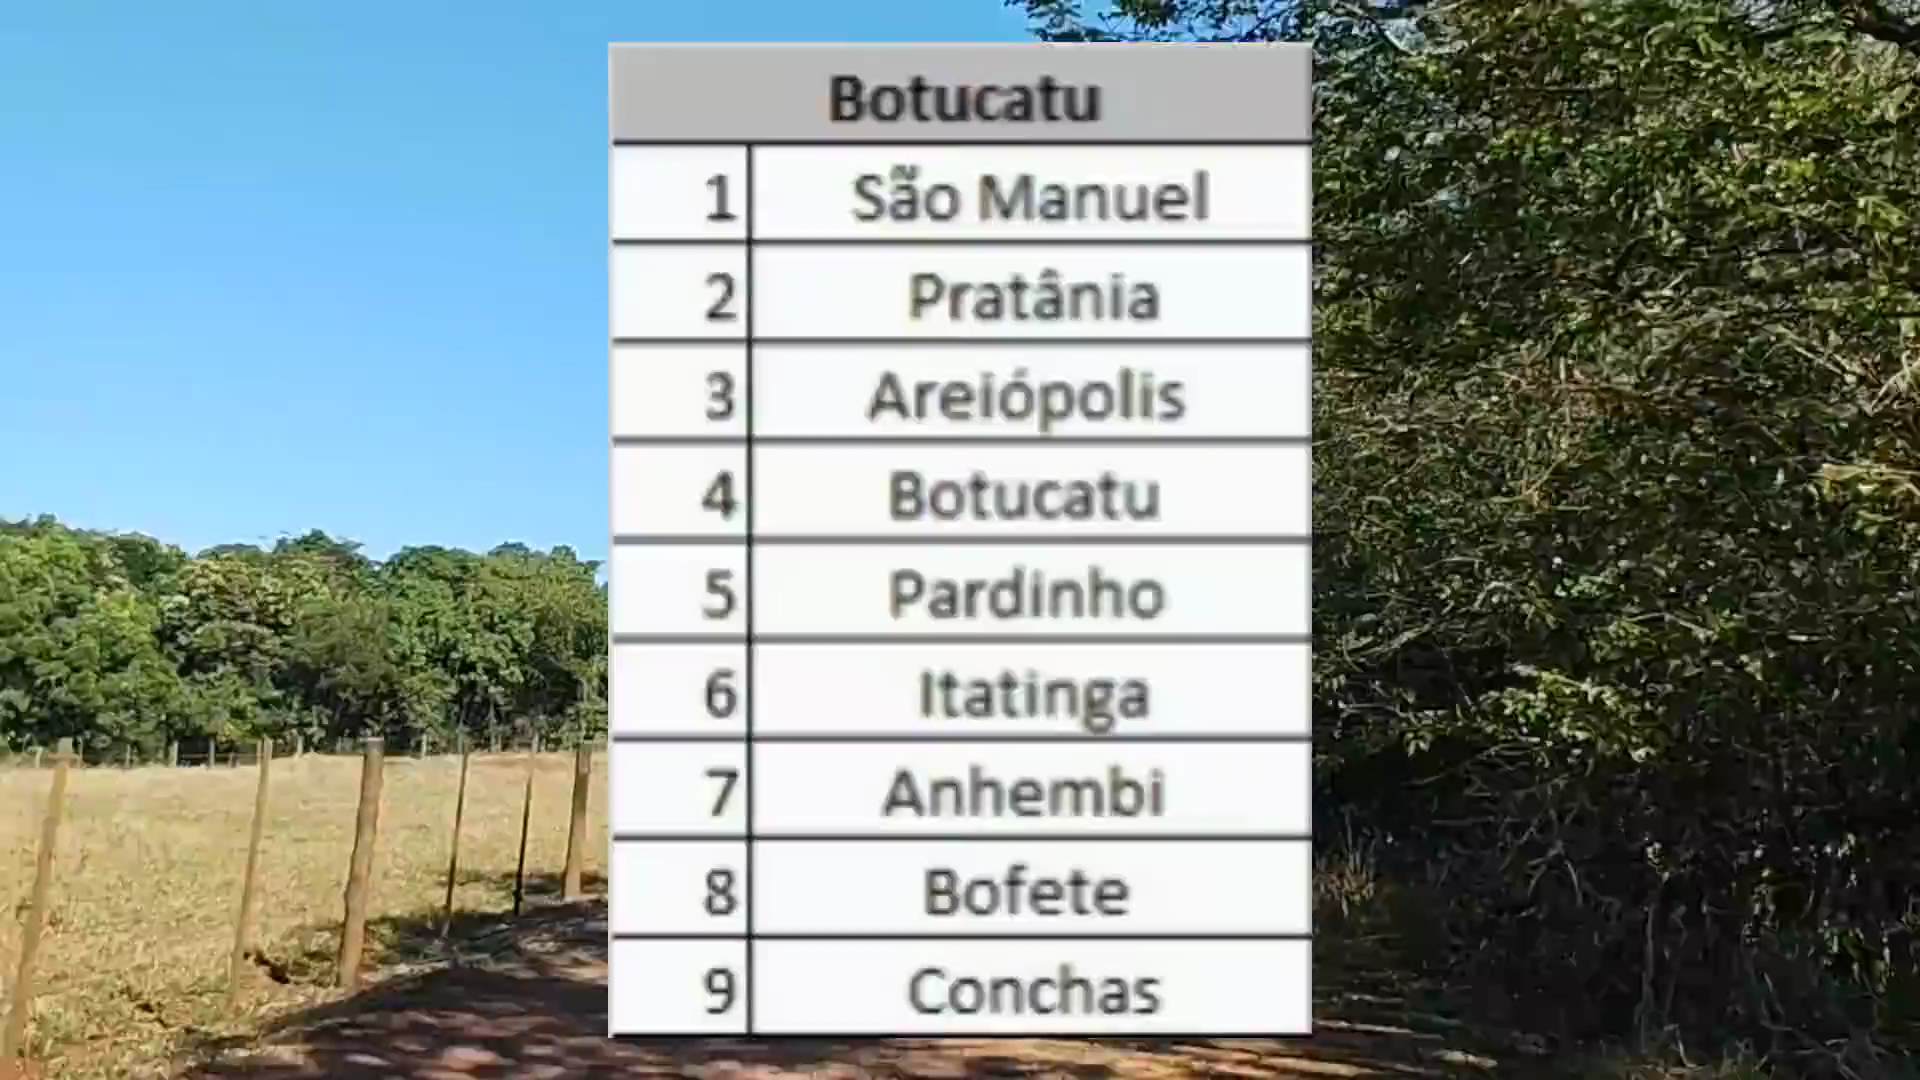 Botucatu
1 São Manuel
2 Pratânia
3 Areiópolis
4 Botucatu
5 Pardinho
6 Itatinga
7 Anhembi
8 Bofete
9 Conchas